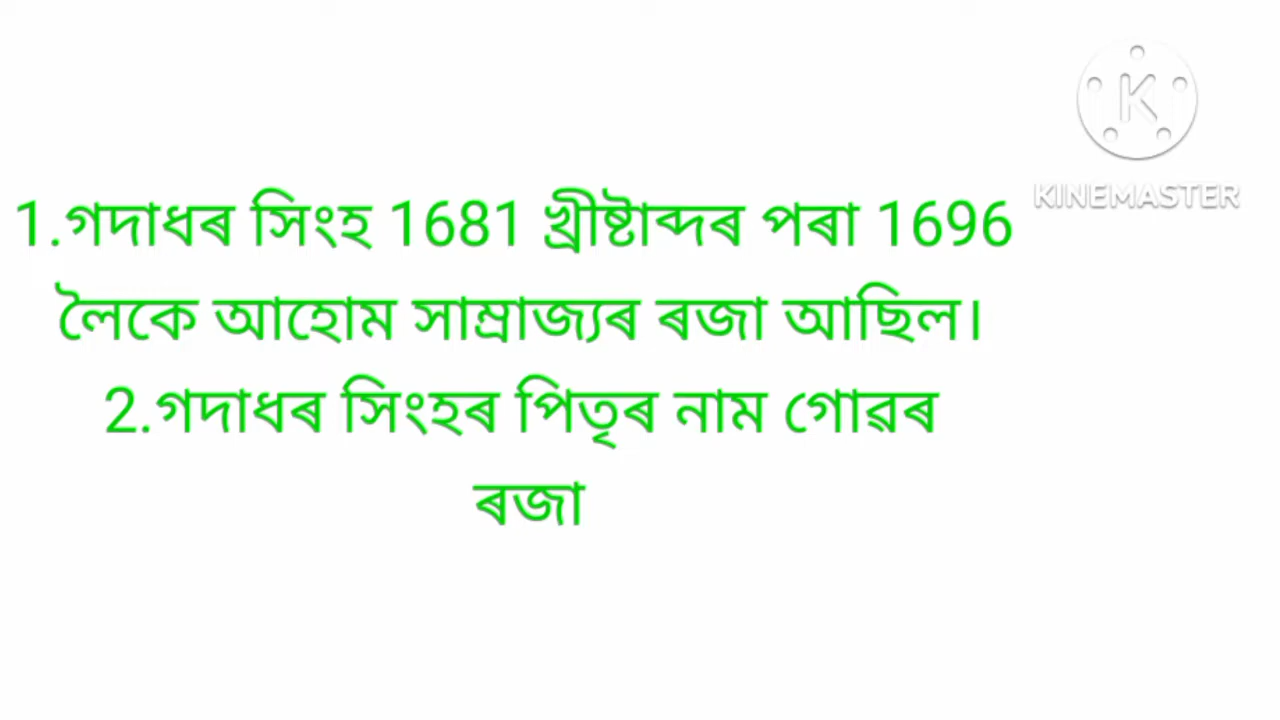 K
KINEMASTER
1.গদাধৰ সিংহ 1681 খ্ৰীষ্টাব্দৰ পৰা 1696
লৈকে আহোম সাম্ৰাজ্যৰ ৰজা আছিল।
2.গদাধৰ সিংহৰ পিতৃৰ নাম গোৱৰ
ৰজা